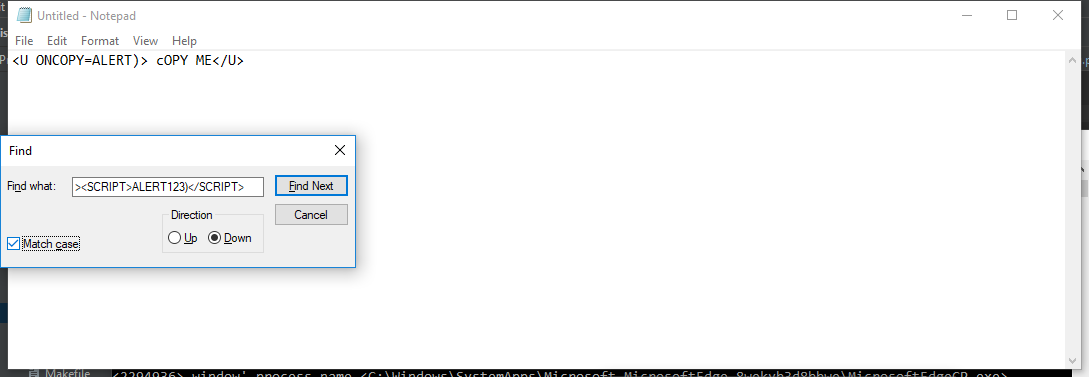 Untitled - Notepad
File Edit Format View Help
<U ONCOPY=ALERT)> cOPY ME</U>
Find
Find what: ><SCRIPT>ALERT123)</SCRIPT> Find Next
Cancel
Direction
Match case Up Down
Makefile <2294936> window' process name <C:\Windows\SystemApps\Microsoft.MicrosoftEdge_8wekyb3d8bbwe\MicrosoftEdgeCP.exe>